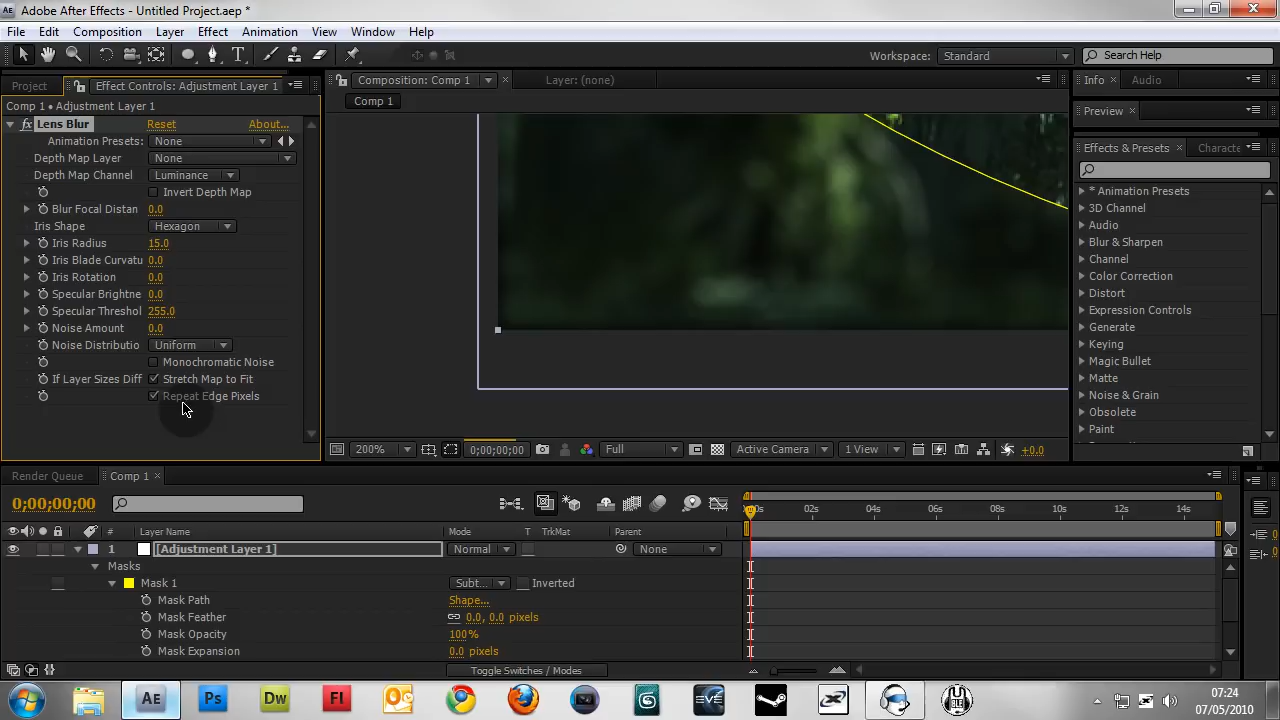 Adobe After Effects - Untitled Project.aep *
File Edit Composition Layer Effect Animation View Window Help
Workspace: Standard Search Help
Project Effect Controls: Adjustment Layer 1 Composition: Comp 1 Layer: (none) Info Audio
Comp 1 • Adjustment Layer 1 Comp 1
Preview
fx Lens Blur Reset About...
Animation Presets: None
Effects & Presets Characte
Depth Map Layer None
Depth Map Channel Luminance
Invert Depth Map
Blur Focal Distan 0.0
Iris Shape Hexagon
Iris Radius 15.0
Iris Blade Curvatu 0.0
Iris Rotation 0.0
Specular Brightne 0.0
Specular Threshol 255.0
Noise Amount 0.0
Noise Distributio Uniform
Monochromatic Noise
If Layer Sizes Diff Stretch Map to Fit
Repeat Edge Pixels
* Animation Presets
3D Channel
Audio
Blur & Sharpen
Channel
Color Correction
Distort
Expression Controls
Generate
Keying
Magic Bullet
Matte
Noise & Grain
Obsolete
Paint
200% 0;00;00;00 Full Active Camera 1 View +0.0
Render Queue Comp 1
0;00;00;00
02s 04s 06s 08s 10s 12s 14s
# Layer Name Mode T TrkMat Parent
1 [Adjustment Layer 1] Normal None
Masks
Mask 1 Subt... Inverted
Mask Path Shape...
Mask Feather 0.0, 0.0 pixels
Mask Opacity 100%
Mask Expansion 0.0 pixels
Toggle Switches / Modes
AE Ps Dw Fl EVE
07:24
07/05/2010